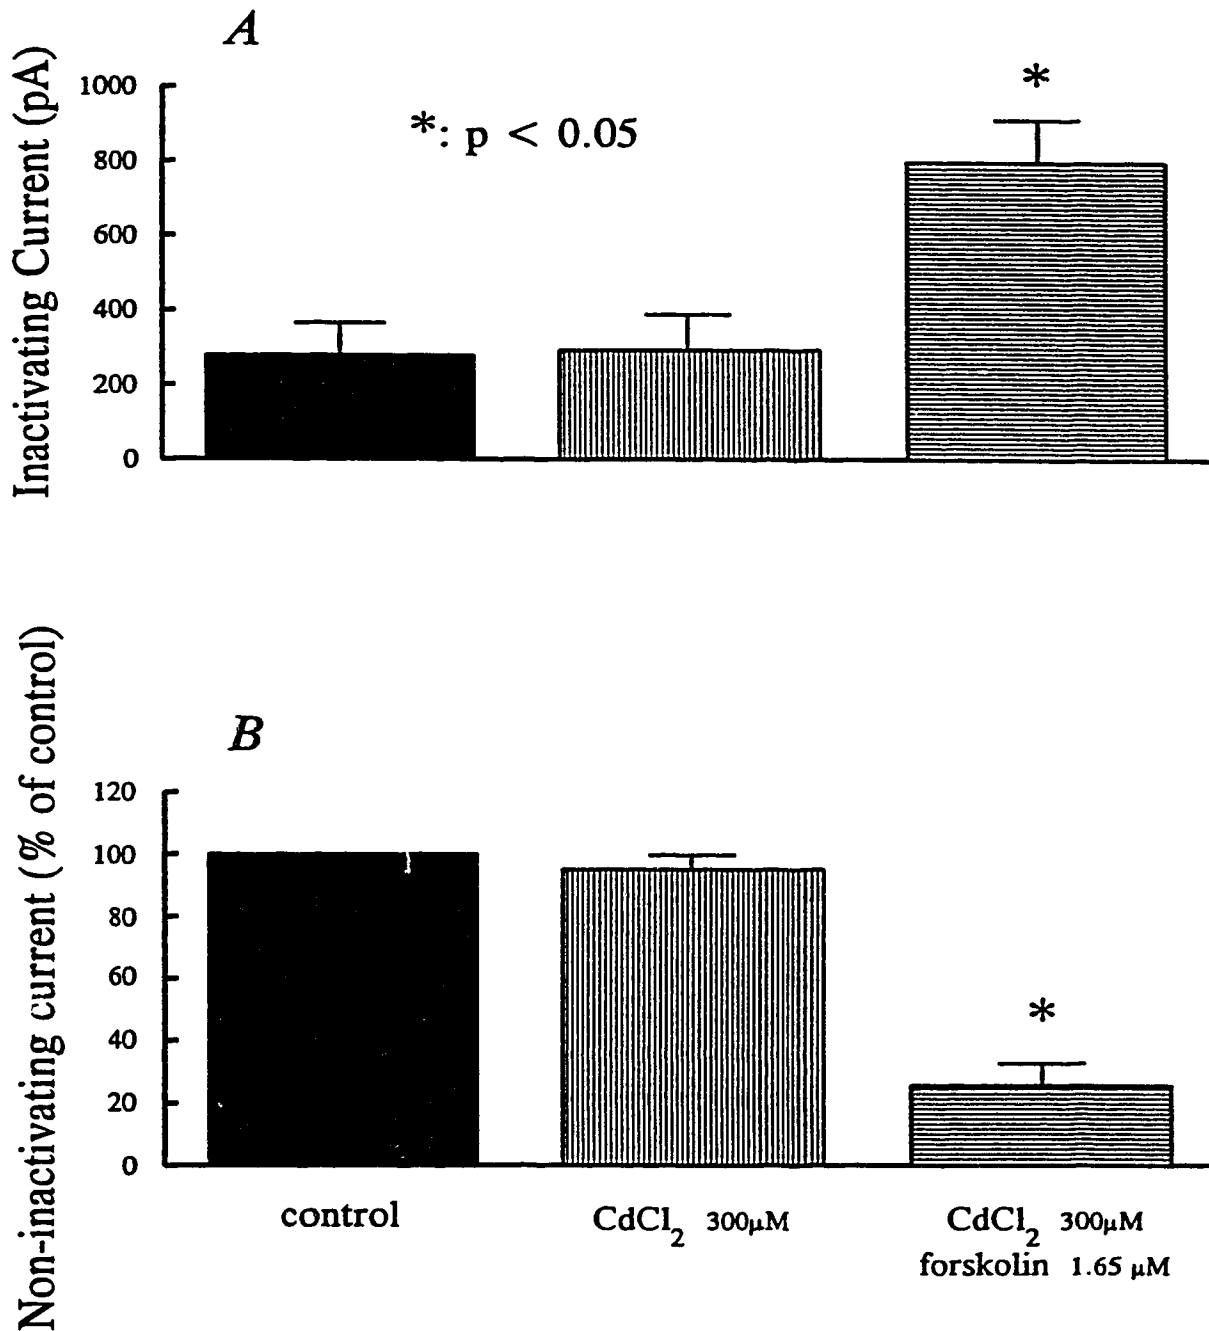 A
Inactivating Current (pA)
1000
800
600
400
200
0
*: p < 0.05
*
B
Non-inactivating current (% of control)
120
100
80
60
40
20
0
*
control
CdCl₂ 300μM
CdCl₂ 300μM
forskolin 1.65 μM